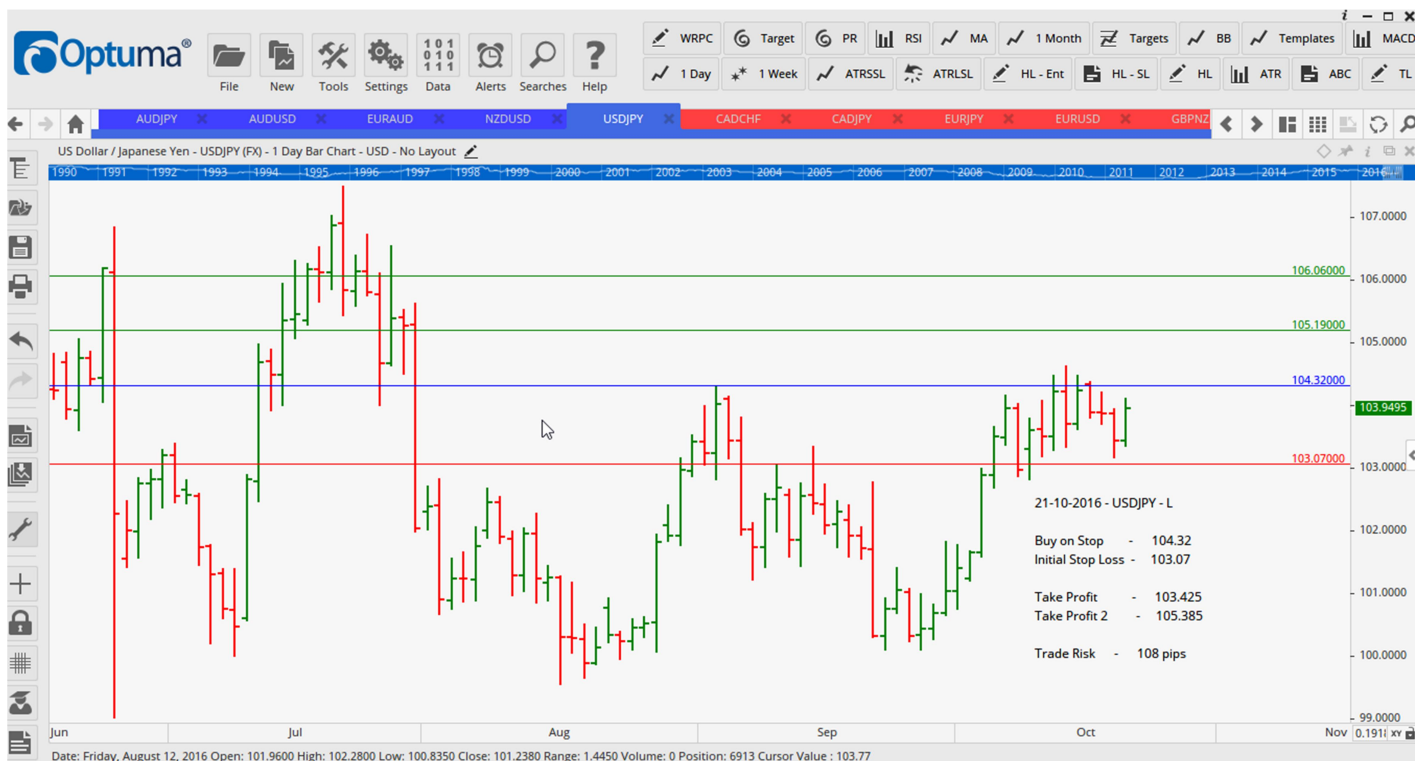 Optuma®
File New Tools Settings Data Alerts Searches Help
WRPC Target PR RSI MA 1 Month Targets BB Templates MACD
1 Day 1 Week ATRSSL ATRLSL HL - Ent HL - SL HL ATR ABC TL
AUDJPY AUDUSD EURAUD NZDUSD USDJPY CADCHF CADJPY EURJPY EURUSD GBPNZ
US Dollar / Japanese Yen - USDJPY (FX) - 1 Day Bar Chart - USD - No Layout
1990 1991 1992 1993 1994 1995 1996 1997 1998 1999 2000 2001 2002 2003 2004 2005 2006 2007 2008 2009 2010 2011 2012 2013 2014 2015 2016
107.0000
106.06000
106.0000
105.19000
105.0000
104.32000
103.9495
103.07000
103.0000
21-10-2016 - USDJPY - L
102.0000
Buy on Stop - 104.32
Initial Stop Loss - 103.07
101.0000
Take Profit - 103.425
Take Profit 2 - 105.385
Trade Risk - 108 pips
100.0000
99.0000
Jun Jul Aug Sep Oct Nov 0.191 XY
Date: Friday, August 12, 2016 Open: 101.9600 High: 102.2800 Low: 100.8350 Close: 101.2380 Range: 1.4450 Volume: 0 Position: 6913 Cursor Value : 103.77